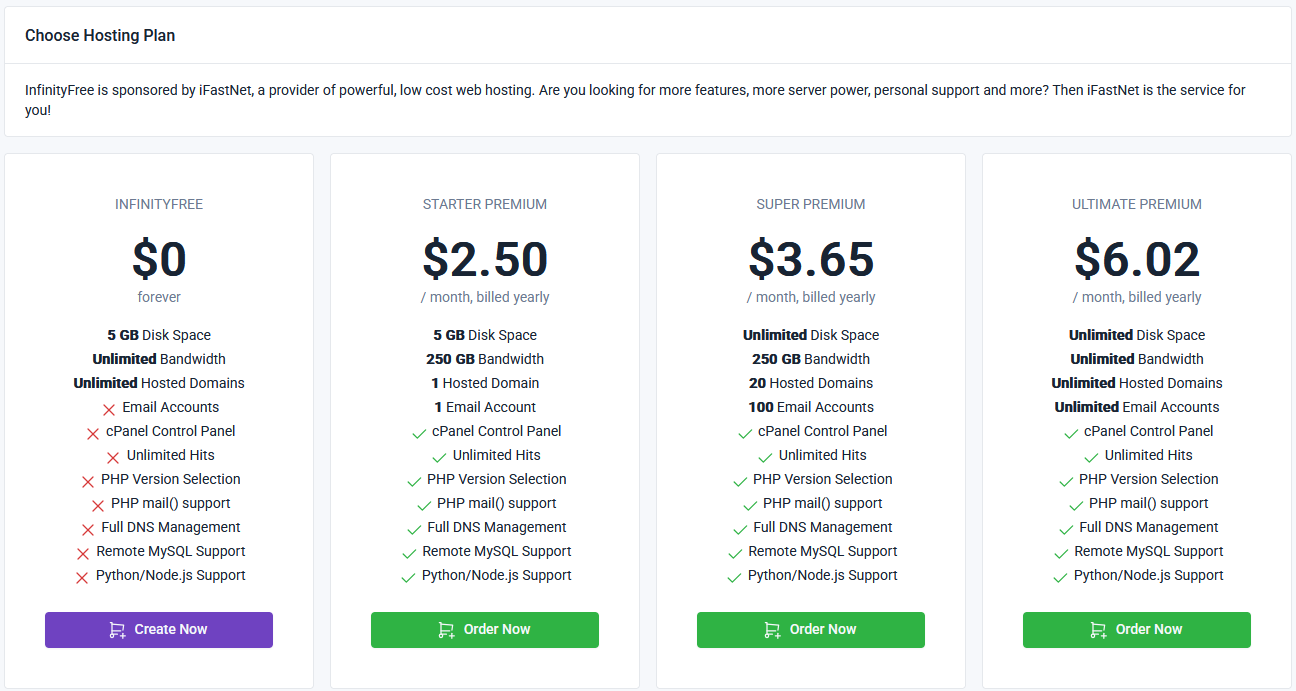 Choose Hosting Plan
InfinityFree is sponsored by iFastNet, a provider of powerful, low cost web hosting. Are you looking for more features, more server power, personal support and more? Then iFastNet is the service for
you!
INFINITYFREE
$0
forever
5 GB Disk Space
Unlimited Bandwidth
Unlimited Hosted Domains
Email Accounts
cPanel Control Panel
Unlimited Hits
PHP Version Selection
PHP mail() support
Full DNS Management
Remote MySQL Support
Python/Node.js Support
Create Now
STARTER PREMIUM
$2.50
/ month, billed yearly
5 GB Disk Space
250 GB Bandwidth
1 Hosted Domain
1 Email Account
cPanel Control Panel
Unlimited Hits
PHP Version Selection
PHP mail() support
Full DNS Management
Remote MySQL Support
Python/Node.js Support
Order Now
SUPER PREMIUM
$3.65
/ month, billed yearly
Unlimited Disk Space
250 GB Bandwidth
20 Hosted Domains
100 Email Accounts
cPanel Control Panel
Unlimited Hits
PHP Version Selection
PHP mail() support
Full DNS Management
Remote MySQL Support
Python/Node.js Support
Order Now
ULTIMATE PREMIUM
$6.02
/ month, billed yearly
Unlimited Disk Space
Unlimited Bandwidth
Unlimited Hosted Domains
Unlimited Email Accounts
cPanel Control Panel
Unlimited Hits
PHP Version Selection
PHP mail() support
Full DNS Management
Remote MySQL Support
Python/Node.js Support
Order Now